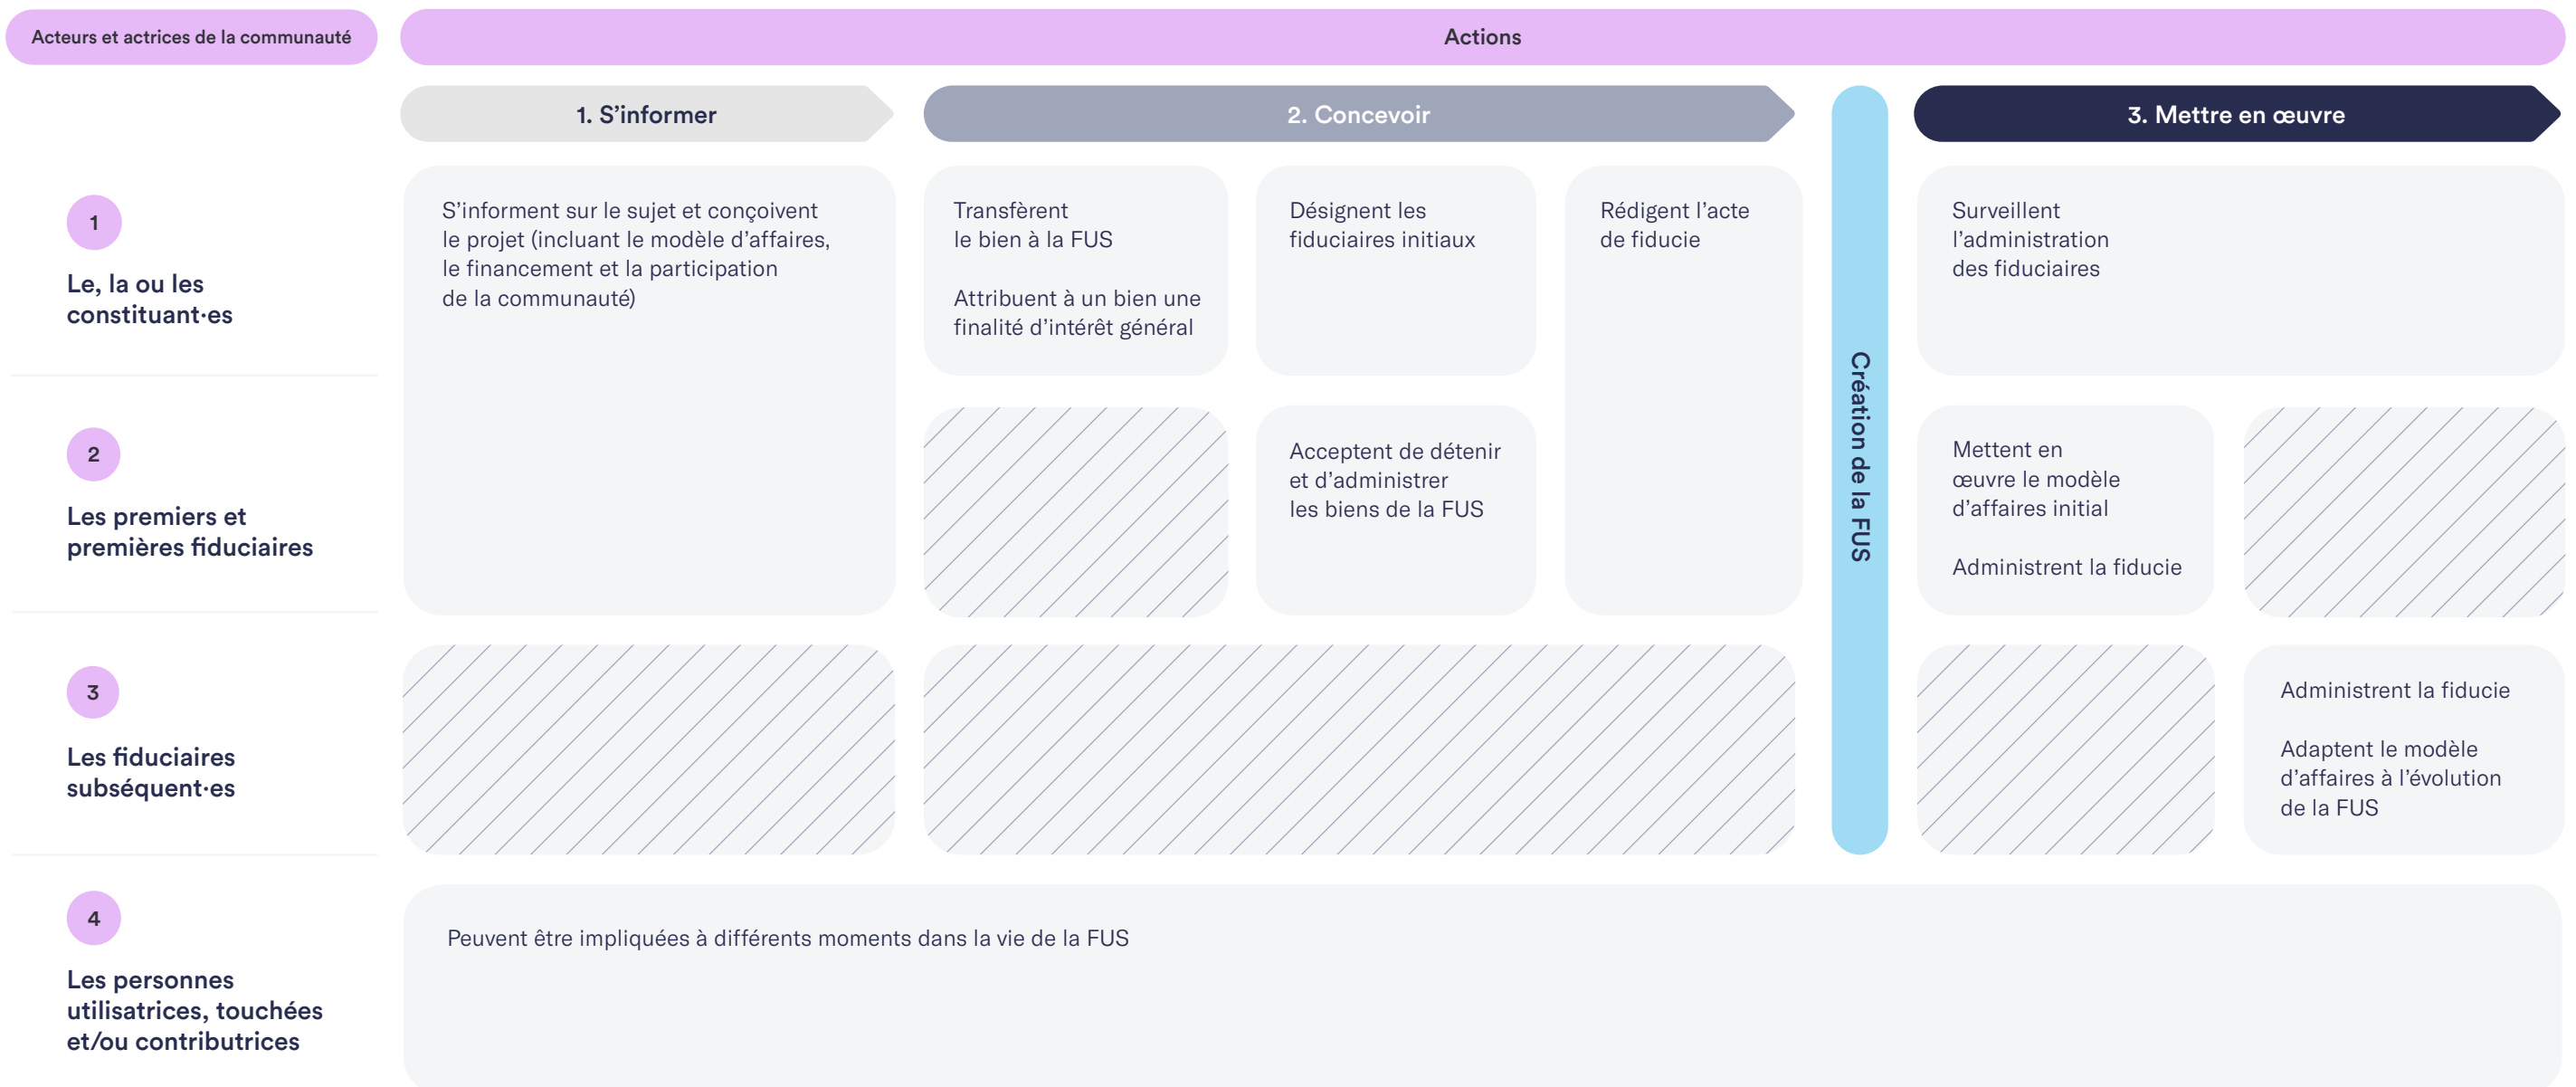 Acteurs et actrices de la communauté
Actions
1. S’informer
2. Concevoir
3. Mettre en œuvre
Création de la FUS
1
Le, la ou les
constituant·es
S’informent sur le sujet et conçoivent
le projet (incluant le modèle d’affaires,
le financement et la participation
de la communauté)
Transfèrent
le bien à la FUS
Attribuent à un bien une
finalité d’intérêt général
Désignent les
fiduciaires initiaux
Rédigent l’acte
de fiducie
Surveillent
l’administration
des fiduciaires
2
Les premiers et
premières fiduciaires
Acceptent de détenir
et d’administrer
les biens de la FUS
Mettent en
œuvre le modèle
d’affaires initial
Administrent la fiducie
3
Les fiduciaires
subséquent·es
Administrent la fiducie
Adaptent le modèle
d’affaires à l’évolution
de la FUS
4
Les personnes
utilisatrices, touchées
et/ou contributrices
Peuvent être impliquées à différents moments dans la vie de la FUS